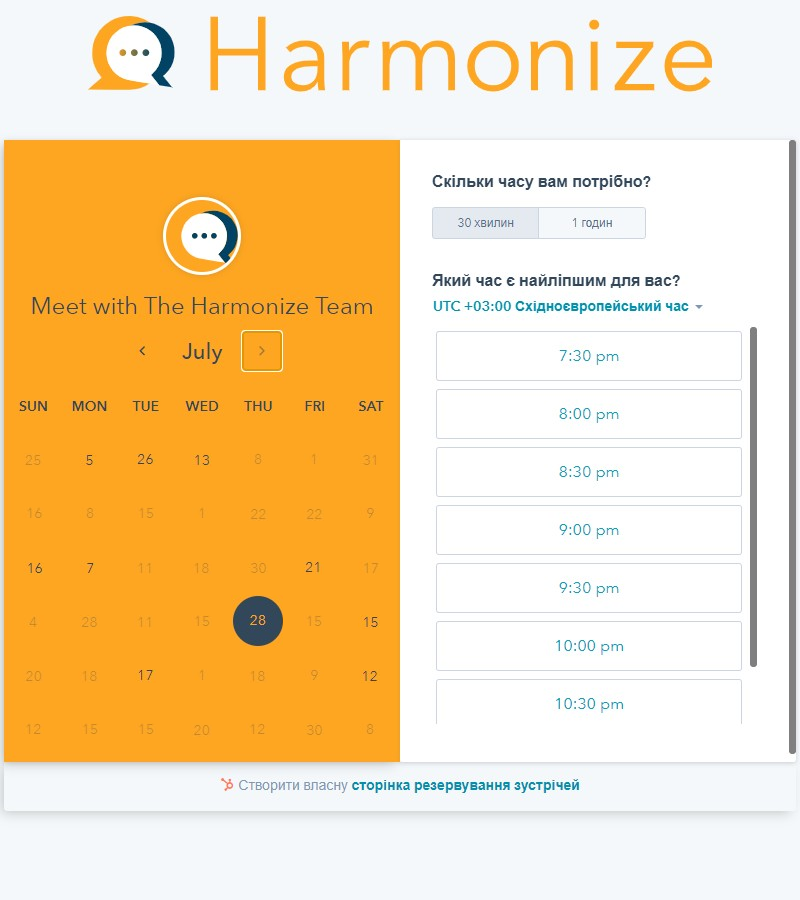 Harmonize
Meet with The Harmonize Team
July
SUN MON TUE WED THU FRI SAT
25 5 26 13 8 1 31
16 8 15 1 22 22 9
16 7 11 18 30 21 17
4 28 11 15 28 15 15
20 18 17 1 18 9 12
12 15 15 20 12 30 8
Скільки часу вам потрібно?
30 хвилин 1 годин
Який час є найліпшим для вас?
UTC +03:00 Східноєвропейський час
7:30 pm
8:00 pm
8:30 pm
9:00 pm
9:30 pm
10:00 pm
10:30 pm
Створити власну сторінка резервування зустрічей